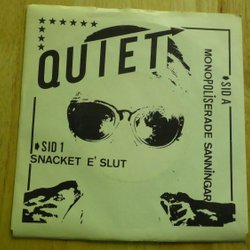 QUIET
SID A
MONOPOLISERADE SANNINGAR
SID 1
SNACKET E' SLUT